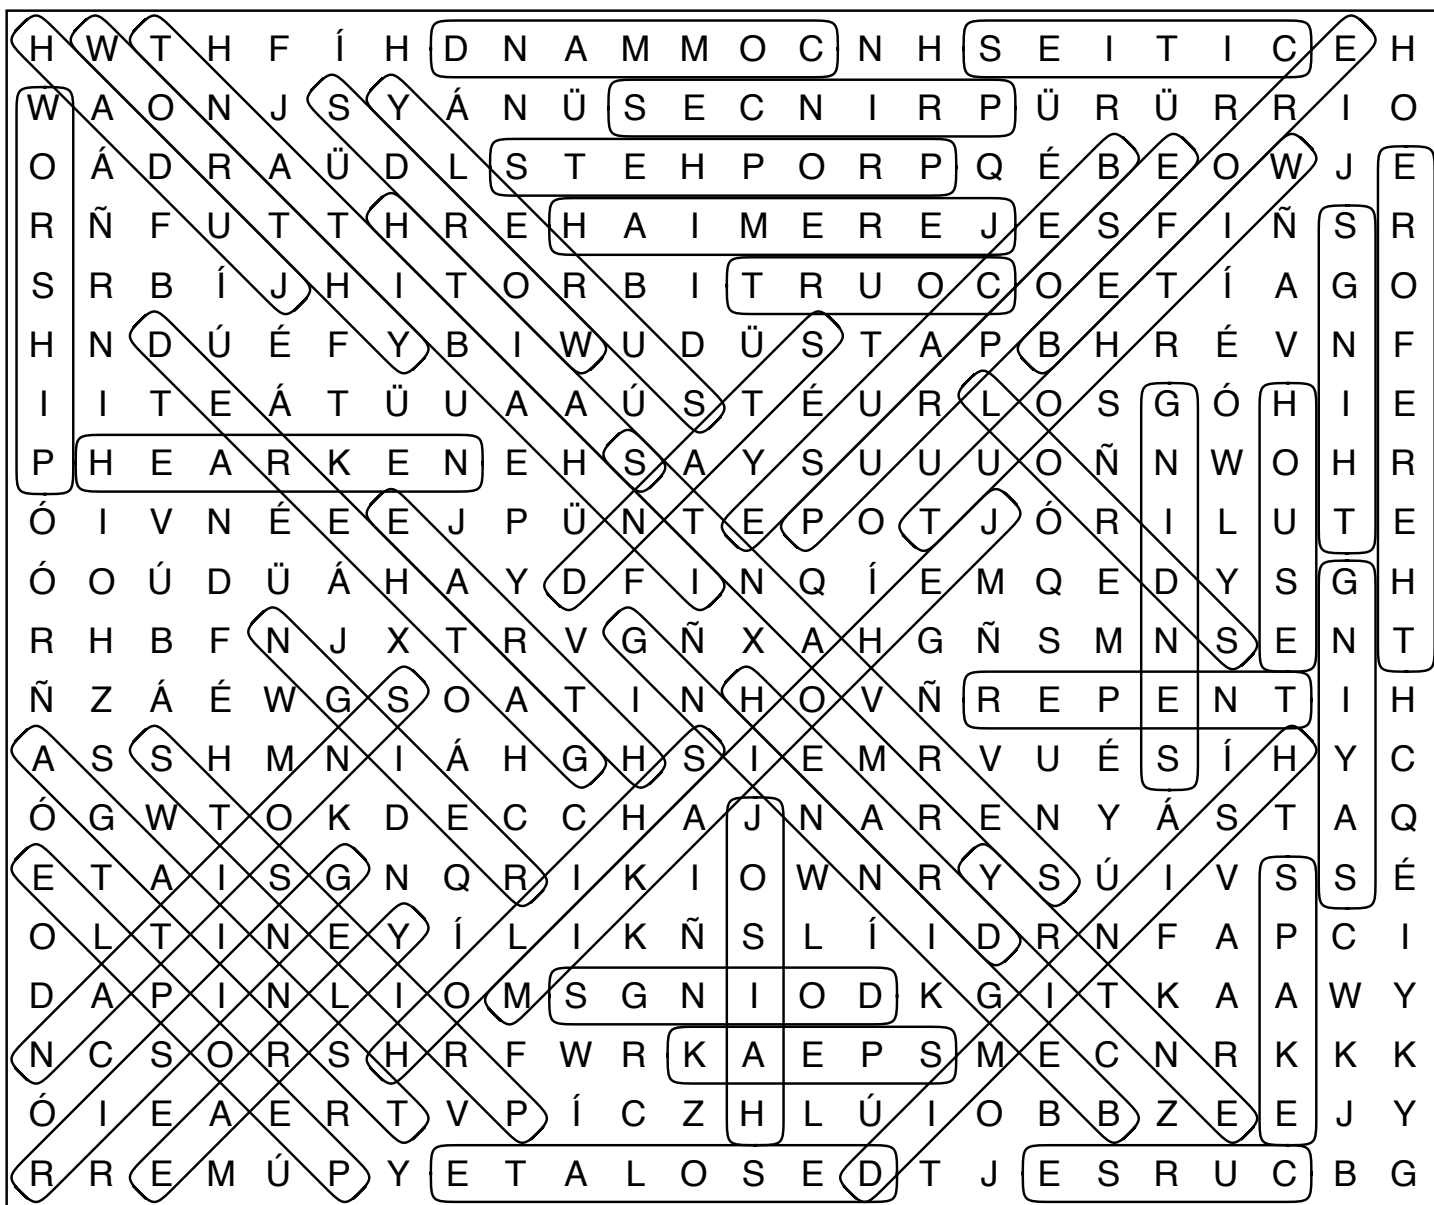 H W T H F Í H D N A M M O C N H S E I T I C E H
W A O N J S Y Á N Ü S E C N I R P Ü R Ü R R I O
O Á D R A Ü D L S T E H P O R P Q É B E O W J E
R Ñ F U T T H R E H A I M E R E J E S F I Ñ S R
S R B Í J H I T O R B I T R U O C O E T Í A G O
H N D Ú É F Y B I W U D Ü S T A P B H R É V N F
I I T E Á T Ü U A A Ú S T É U R L O S G Ó H I E
P H E A R K E N E H S A Y S U U U O Ñ N W O H R
Ó I V N É E E J P Ü N T E P O T J Ó R I L U T E
Ó O Ú D Ü Á H A Y D F I N Q Í E M Q E D Y S G H
R H B F N J X T R V G Ñ X A H G Ñ S M N S E N T
Ñ Z Á É W G S O A T I N H O V Ñ R E P E N T I H
A S S H M N I Á H G H S I E M R V U É S Í H Y C
Ó G W T O K D E C C H A J N A R E N Y Á S T A Q
E T A I S G N Q R I K I O W N R Y S Ú I V S S É
O L T I N E Y Í L I K Ñ S L Í I D R N F A P C I
D A P I N L I O M S G N I O D K G I T K A A W Y
N C S O R S H R F W R K A E P S M E C N R K K K
Ó I E A E R T V P Í C Z H L Ú I O B B Z E E J Y
R R E M Ú P Y E T A L O S E D T J E S R U C B G